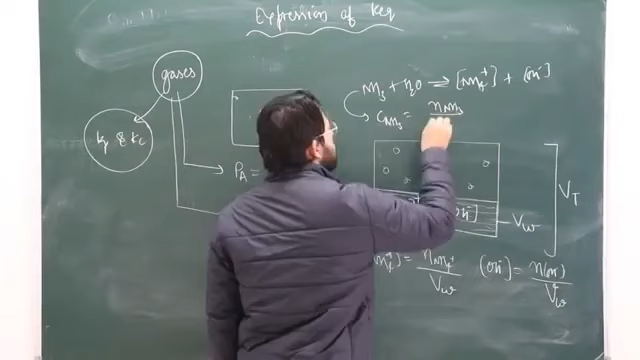 Expression of Keq
gases
NH3 + H2O ⇌ [NH4+] + [OH-]
CNH3 = nNH3
Kp & Kc
PA =
OH-]
VT
Vw
NH4+] = nNH4+ / Vw (OH-) = n(OH-) / Vw